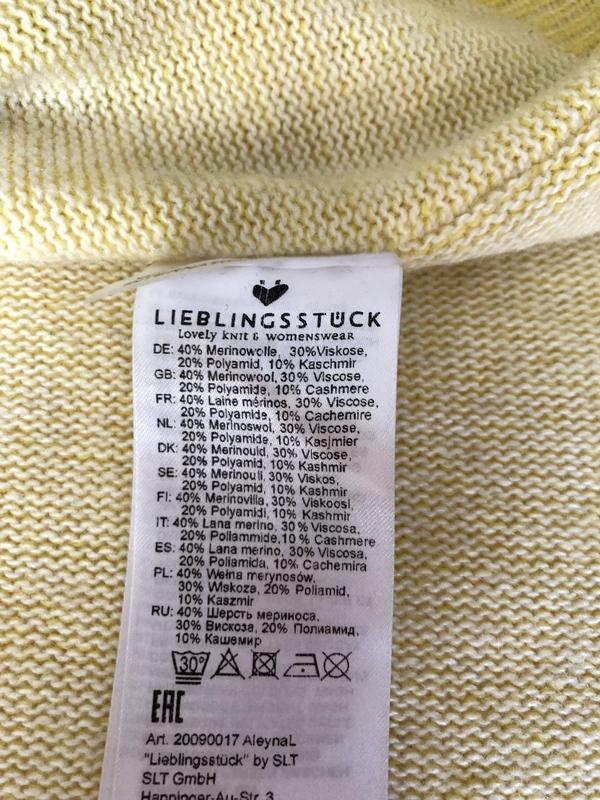 LIEBLINGSSTÜCK
Lovely knit & womenswear
DE: 40% Merinowolle, 30%Viskose,
20% Polyamid, 10% Kaschmir
GB: 40% Merinowool, 30% Viscose,
20% Polyamide, 10% Cashmere
FR: 40% Laine mérinos, 30% Viscose,
20% Polyamide, 10% Cachemire
NL: 40% Merinoswol, 30% Viscose,
20% Polyamide, 10% Kasjmier
DK: 40% Merinould, 30% Viscose,
20% Polyamid, 10% Kashmir
SE: 40% Merinoull, 30% Viskos,
20% Polyamid, 10% Kashmir
FI: 40% Merinovilla, 30% Viskoosi,
20% Polyamidi, 10% Kashmir
IT: 40% Lana merino, 30% Viscosa,
20% Poliammide,10 % Cashmere
ES: 40% Lana merino, 30% Viscosa,
20% Poliamida, 10% Cachemira
PL: 40% Wełna merynosów,
30% Wiskoza, 20% Poliamid,
10% Kaszmir
RU: 40% Шерсть мериноса,
30% Вискоза, 20% Полиамид,
10% Кашемир
30°
EAC
Art. 20090017 AleynaL
"Lieblingsstück" by SLT
SLT GmbH
Happinger-Au-Str. 3